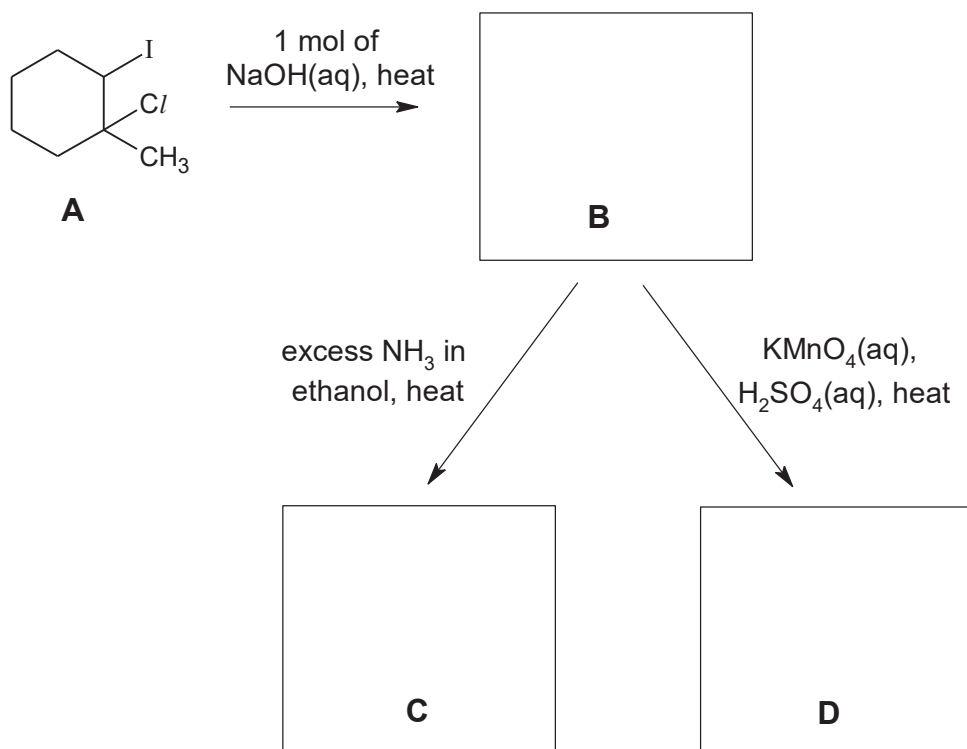 I
Cl
CH₃
A
1 mol of
NaOH(aq), heat
B
excess NH₃ in
ethanol, heat
KMnO₄(aq),
H₂SO₄(aq), heat
C
D